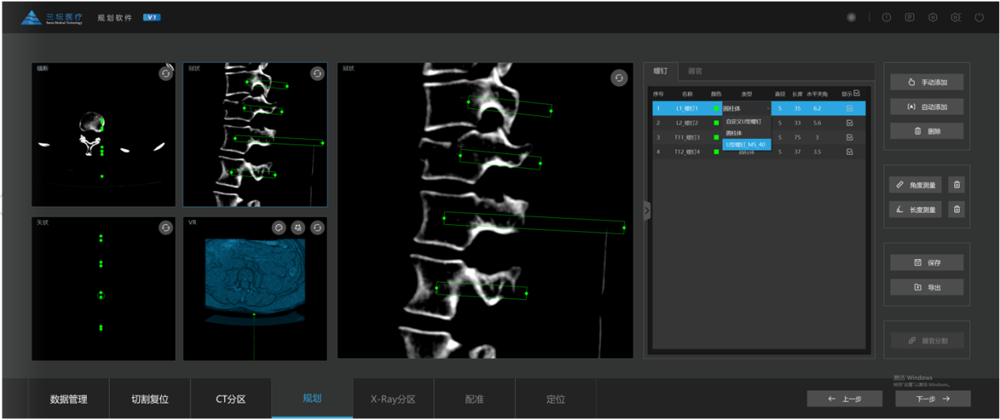 三坛医疗
Santa Medical Technology
规划软件 V1
横断
冠状
冠状
矢状
VR
螺钉 器官
序号 名称 颜色 类型 直径 长度 水平夹角 显示
1 L1_螺钉1 圆柱体 5 35 6.2
2 L2_螺钉2 自定义U型螺钉 5 33 5.6
圆柱体
3 T11_螺钉3 5 75 3
U型螺钉_M5_40
4 T12_螺钉4 圆柱体 5 37 3.5
手动添加
自动添加
删除
角度测量
长度测量
保存
导出
器官分割
激活 Windows
转到"设置"以激活 Windows。
数据管理 切割复位 CT分区 规划 X-Ray分区 配准 定位
← 上一步 下一步 →